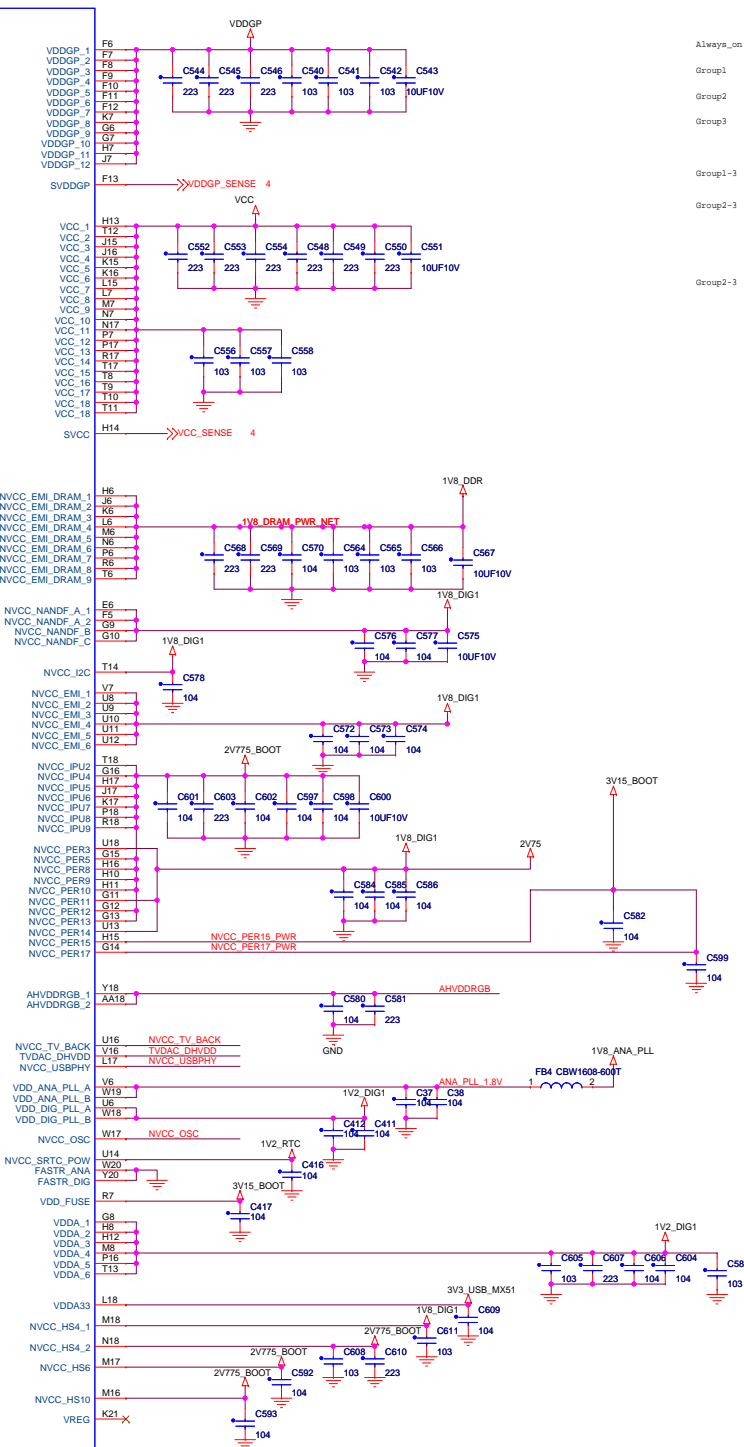 VDDGP
VDDGP_1 F6
VDDGP_2 F7
VDDGP_3 F8
VDDGP_4 F9
VDDGP_5 F10
VDDGP_6 F11
VDDGP_7 F12
VDDGP_8 K7
VDDGP_9 G6
VDDGP_10 G7
VDDGP_11 H7
VDDGP_12 J7
C544 C545 C546 C540 C541 C542 C543
223 223 223 103 103 103 10UF10V
Always_on
Group1
Group2
Group3
Group1-3
Group2-3
Group2-3
SVDDGP F13 VDDGP_SENSE 4
VCC
VCC_1 H13
VCC_2 T12
VCC_3 J15
VCC_4 J16
VCC_5 K15
VCC_6 K16
VCC_7 L15
VCC_8 L7
VCC_9 M7
VCC_10 N7
VCC_11 N17
VCC_12 P7
VCC_13 P17
VCC_14 R17
VCC_15 T17
VCC_16 T8
VCC_17 T9
VCC_18 T10
VCC_18 T11
C552 C553 C554 C548 C549 C550 C551
223 223 223 223 223 223 10UF10V
C556 C557 C558
103 103 103
SVCC H14 VCC_SENSE 4
1V8_DDR
NVCC_EMI_DRAM_1 H6
NVCC_EMI_DRAM_2 J6
NVCC_EMI_DRAM_3 K6
NVCC_EMI_DRAM_4 L6
NVCC_EMI_DRAM_5 M6
NVCC_EMI_DRAM_6 N6
NVCC_EMI_DRAM_7 P6
NVCC_EMI_DRAM_8 R6
NVCC_EMI_DRAM_9 T6
1V8_DRAM_PWR_NET
C568 C569 C570 C564 C565 C566 C567
223 223 104 103 103 103 10UF10V
1V8_DIG1
NVCC_NANDF_A_1 E6
NVCC_NANDF_A_2 F5
NVCC_NANDF_B G9
NVCC_NANDF_C G10
C576 C577 C575
104 104 10UF10V
1V8_DIG1
NVCC_I2C T14
C578
104
1V8_DIG1
NVCC_EMI_1 V7
NVCC_EMI_2 U8
NVCC_EMI_3 U9
NVCC_EMI_4 U10
NVCC_EMI_5 U11
NVCC_EMI_6 U12
C572 C573 C574
104 104 104
2V775_BOOT
NVCC_IPU2 T18
NVCC_IPU4 G16
NVCC_IPU5 H17
NVCC_IPU6 J17
NVCC_IPU7 K17
NVCC_IPU8 P18
NVCC_IPU9 R18
C601 C603 C602 C597 C598 C600
104 223 104 104 104 10UF10V
3V15_BOOT
1V8_DIG1
2V75
NVCC_PER3 U18
NVCC_PER5 G15
NVCC_PER8 H16
NVCC_PER9 H10
NVCC_PER10 H11
NVCC_PER11 G11
NVCC_PER12 G12
NVCC_PER13 G13
NVCC_PER14 U13
NVCC_PER15 H15 NVCC_PER15_PWR
NVCC_PER17 G14 NVCC_PER17_PWR
C584 C585 C586
104 104 104
C582
104
C599
104
AHVDDRGB_1 Y18 AHVDDRGB
AHVDDRGB_2 AA18
C580 C581
104 223
GND
NVCC_TV_BACK U16 NVCC_TV_BACK
TVDAC_DHVDD V16 TVDAC_DHVDD
NVCC_USBPHY L17 NVCC_USBPHY
1V8_ANA_PLL
FB4 CBW1608-600T
1 2
VDD_ANA_PLL_A V6 ANA_PLL_1.8V
VDD_ANA_PLL_B W19
VDD_DIG_PLL_A U6
VDD_DIG_PLL_B W18
1V2_DIG1
C37 C38
104 104
C412 C411
104 104
NVCC_OSC W17 NVCC_OSC
1V2_RTC
NVCC_SRTC_POW U14
FASTR_ANA W20
FASTR_DIG Y20
C416
104
3V15_BOOT
VDD_FUSE R7
C417
104
1V2_DIG1
VDDA_1 G8
VDDA_2 H8
VDDA_3 H12
VDDA_4 M8
VDDA_5 P16
VDDA_6 T13
C605 C607 C606 C604 C58
103 223 104 104 103
3V3_USB_MX51
VDDA33 L18
C609
104
1V8_DIG1
NVCC_HS4_1 M18
C611
103
2V775_BOOT
NVCC_HS4_2 N18
C608 C610
103 223
2V775_BOOT
NVCC_HS6 M17
C592
104
2V775_BOOT
NVCC_HS10 M16
C593
104
VREG K21